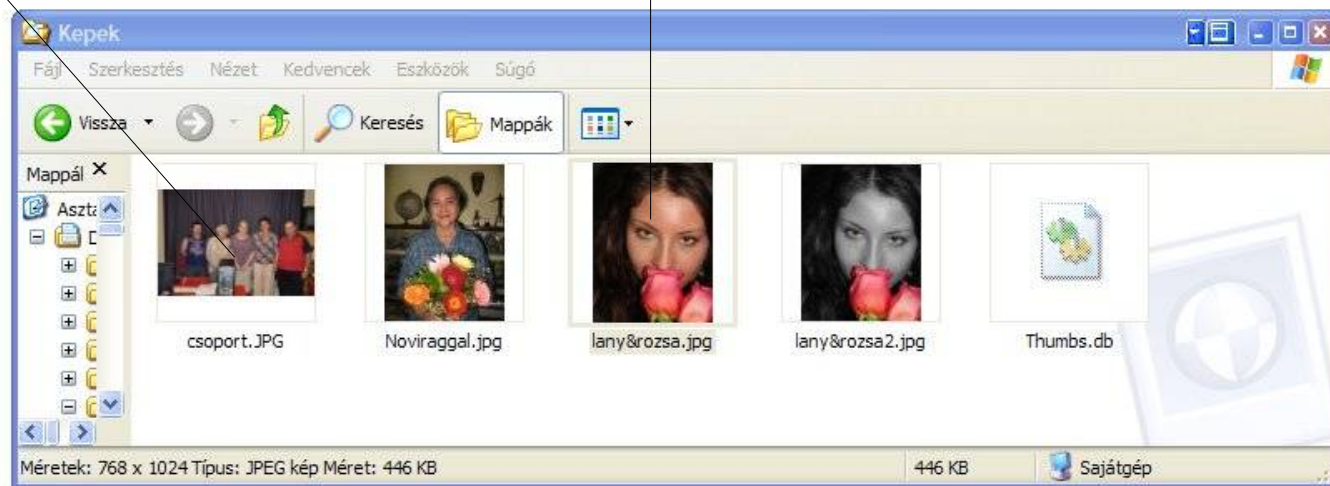 Kepek
Fájl Szerkesztés Nézet Kedvencek Eszközök Súgó
Vissza Keresés Mappák
Mappál
Aszta
D
csoport.JPG Noviraggal.jpg lany&rozsa.jpg lany&rozsa2.jpg Thumbs.db
Méretek: 768 x 1024 Típus: JPEG kép Méret: 446 KB 446 KB Sajátgép